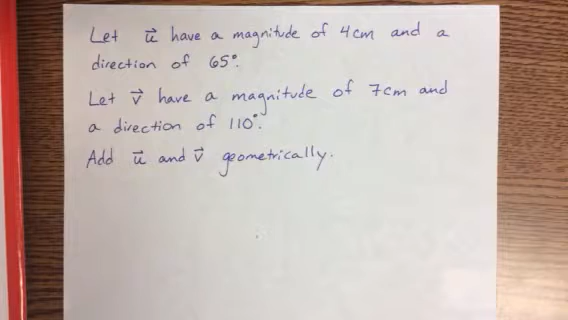 Let u⃗ have a magnitude of 4cm and a
direction of 65°.
Let v⃗ have a magnitude of 7cm and
a direction of 110°.
Add u⃗ and v⃗ geometrically.